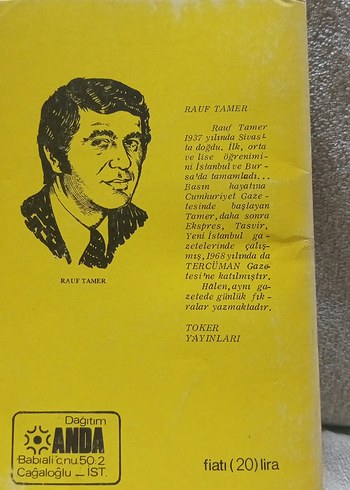 RAUF TAMER
Rauf Tamer
1937 yılında Sivas-
ta doğdu. İlk, orta
ve lise öğrenimi-
ni İstanbul ve Bur-
sa'da tamamladı...
Basın hayatına
Cumhuriyet Gaze-
tesinde başlayan
Tamer, daha sonra
Ekspres, Tasvir,
Yeni İstanbul ga-
zetelerinde çalış-
mış, 1968 yılında da
TERCÜMAN Gaze-
tesi'ne katılmıştır.
Hâlen, aynı ga-
zetede günlük fık-
ralar yazmaktadır.
TOKER
YAYINLARI
RAUF TAMER
Dağıtım
ANDA
Babıali c.nu.50/2
Cağaloğlu _ İST.
fiatı (20) lira